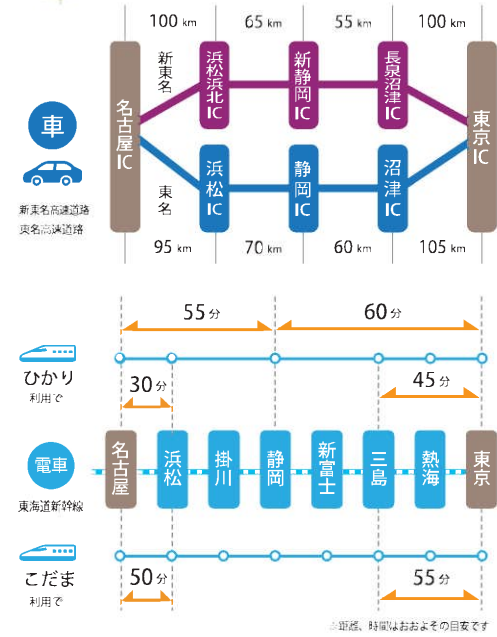 100 km
65 km
55 km
100 km
新東名
浜松浜北IC
新静岡IC
長泉沼津IC
名古屋IC
東京IC
車
新東名高速道路
東名高速道路
東名
浜松IC
静岡IC
沼津IC
95 km
70 km
60 km
105 km
55分
60分
ひかり
利用で
30分
45分
電車
東海道新幹線
名古屋
浜松
掛川
静岡
新富士
三島
熱海
東京
こだま
利用で
50分
55分
距離、時間はおおよその目安です